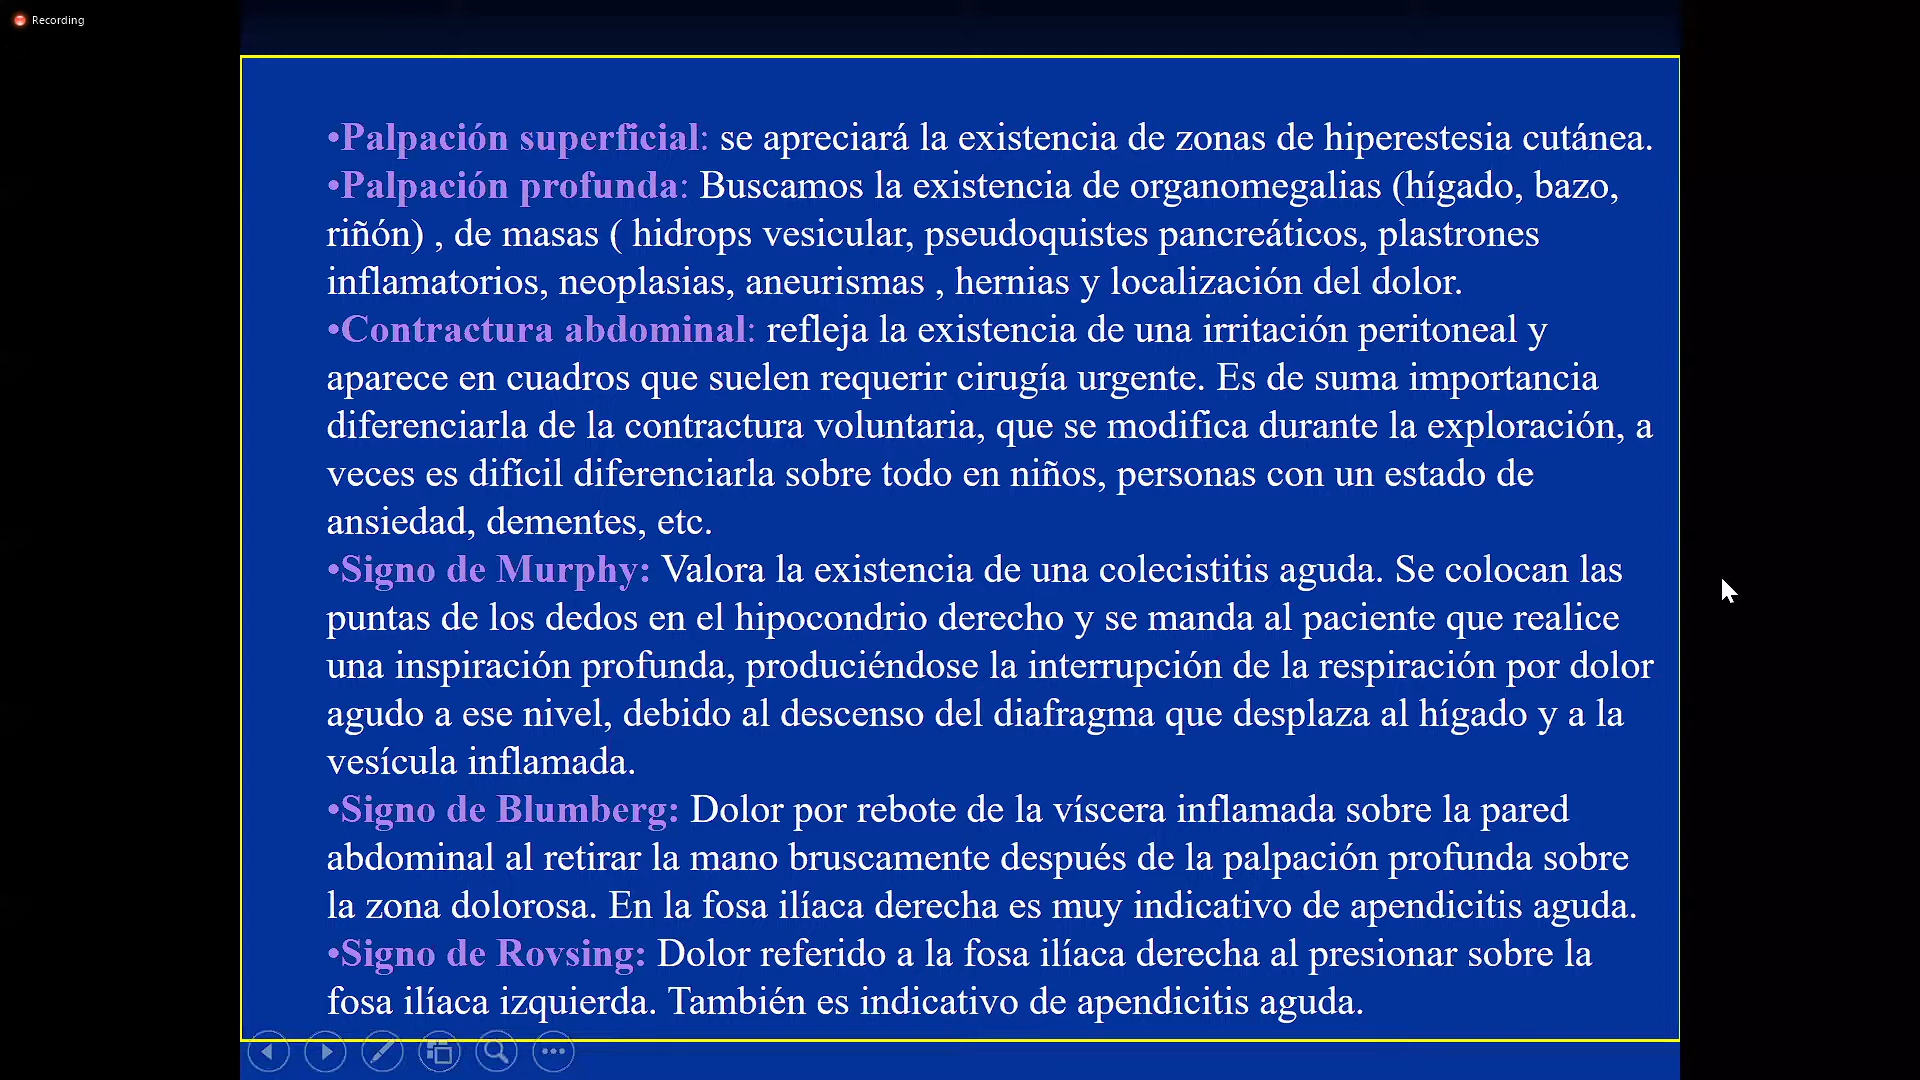 Recording
•Palpación superficial: se apreciará la existencia de zonas de hiperestesia cutánea.
•Palpación profunda: Buscamos la existencia de organomegalias (hígado, bazo,
riñón) , de masas ( hidrops vesicular, pseudoquistes pancreáticos, plastrones
inflamatorios, neoplasias, aneurismas , hernias y localización del dolor.
•Contractura abdominal: refleja la existencia de una irritación peritoneal y
aparece en cuadros que suelen requerir cirugía urgente. Es de suma importancia
diferenciarla de la contractura voluntaria, que se modifica durante la exploración, a
veces es difícil diferenciarla sobre todo en niños, personas con un estado de
ansiedad, dementes, etc.
•Signo de Murphy: Valora la existencia de una colecistitis aguda. Se colocan las
puntas de los dedos en el hipocondrio derecho y se manda al paciente que realice
una inspiración profunda, produciéndose la interrupción de la respiración por dolor
agudo a ese nivel, debido al descenso del diafragma que desplaza al hígado y a la
vesícula inflamada.
•Signo de Blumberg: Dolor por rebote de la víscera inflamada sobre la pared
abdominal al retirar la mano bruscamente después de la palpación profunda sobre
la zona dolorosa. En la fosa ilíaca derecha es muy indicativo de apendicitis aguda.
•Signo de Rovsing: Dolor referido a la fosa ilíaca derecha al presionar sobre la
fosa ilíaca izquierda. También es indicativo de apendicitis aguda.